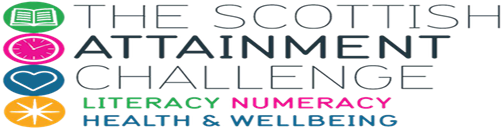 THE SCOTTISH
ATTAINMENT
CHALLENGE
LITERACY NUMERACY
HEALTH & WELLBEING